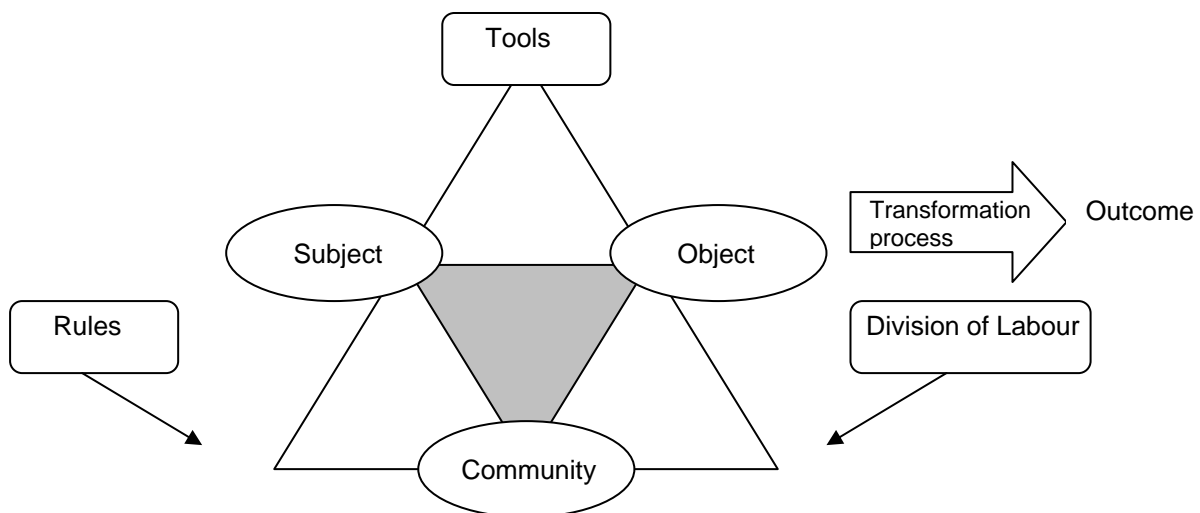 Tools
Subject
Object
Transformation
process
Outcome
Rules
Division of Labour
Community